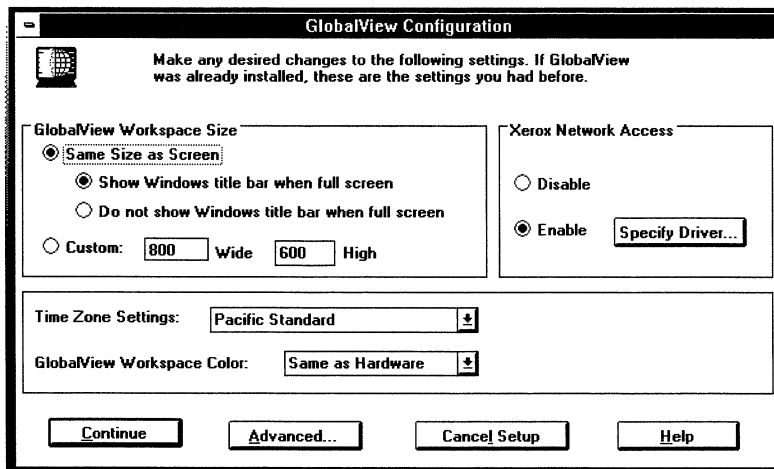 GlobalView Configuration
Make any desired changes to the following settings. If GlobalView
was already installed, these are the settings you had before.
GlobalView Workspace Size
Same Size as Screen
Show Windows title bar when full screen
Do not show Windows title bar when full screen
Custom: 800 Wide 600 High
Xerox Network Access
Disable
Enable Specify Driver...
Time Zone Settings: Pacific Standard
GlobalView Workspace Color: Same as Hardware
Continue Advanced... Cancel Setup Help